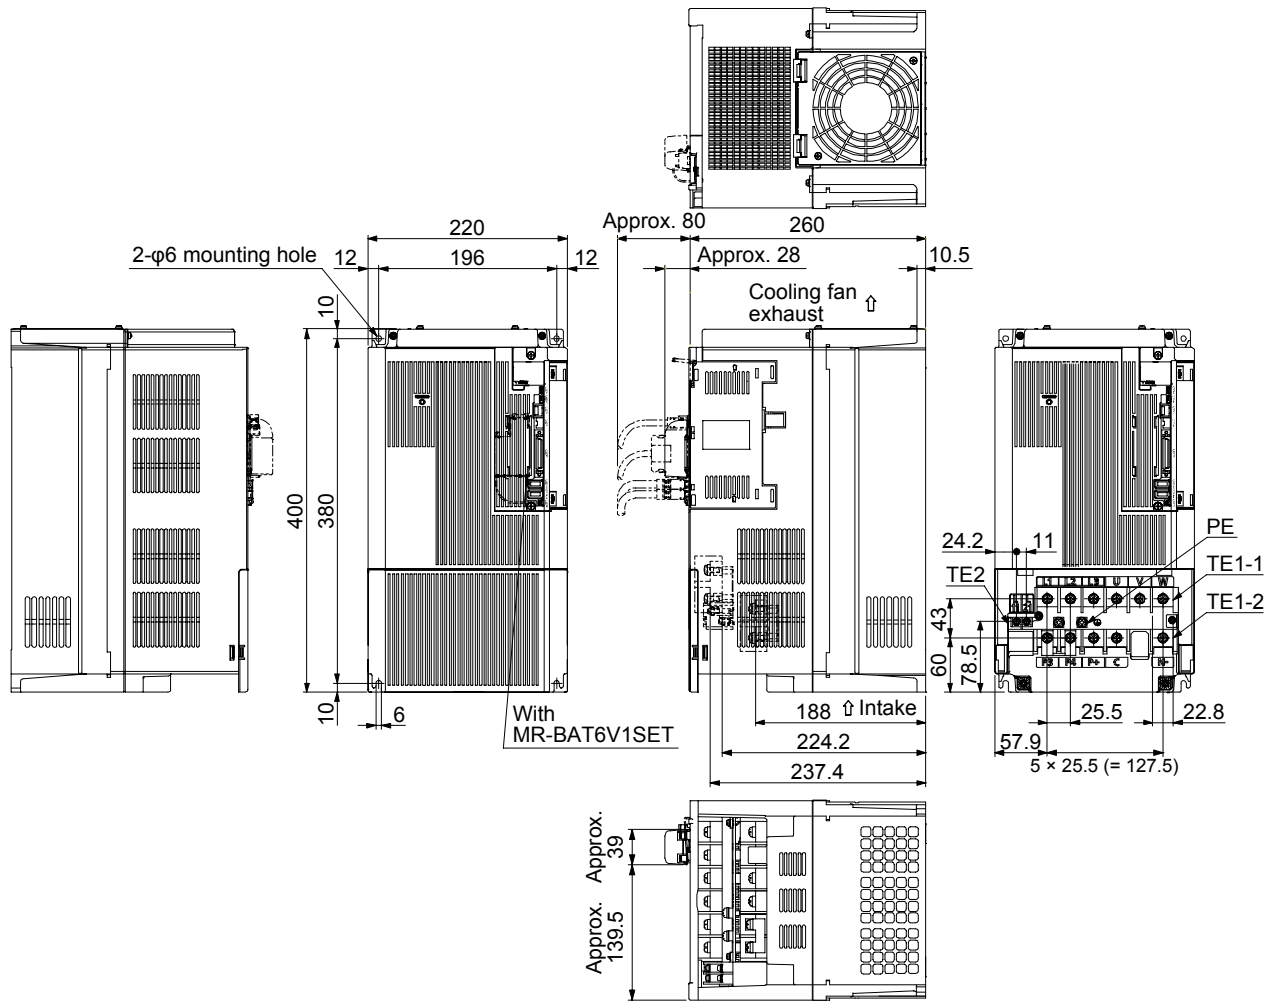 Approx. 80
260
220
2-φ6 mounting hole
12
196
12
Approx. 28
10.5
10
Cooling fan
exhaust
400
380
24.2
11
PE
TE2
TE1-1
TE1-2
L1
L2
L3
U
V
W
43
60
78.5
P3
P4
P+
C
N-
10
6
With
MR-BAT6V1SET
188
Intake
224.2
237.4
25.5
22.8
57.9
5 × 25.5 (= 127.5)
Approx.
39
Approx.
139.5